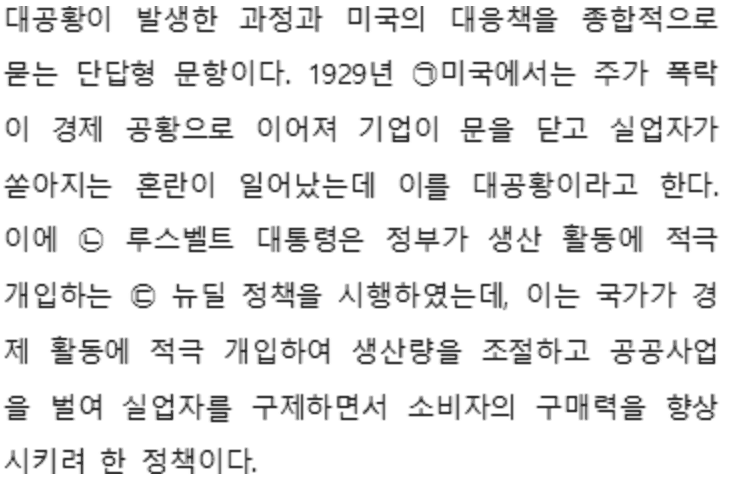 대공황이 발생한 과정과 미국의 대응책을 종합적으로
묻는 단답형 문항이다. 1929년 ㉠미국에서는 주가 폭락
이 경제 공황으로 이어져 기업이 문을 닫고 실업자가
쏟아지는 혼란이 일어났는데 이를 대공황이라고 한다.
이에 ㉡ 루스벨트 대통령은 정부가 생산 활동에 적극
개입하는 ㉢ 뉴딜 정책을 시행하였는데, 이는 국가가 경
제 활동에 적극 개입하여 생산량을 조절하고 공공사업
을 벌여 실업자를 구제하면서 소비자의 구매력을 향상
시키려 한 정책이다.